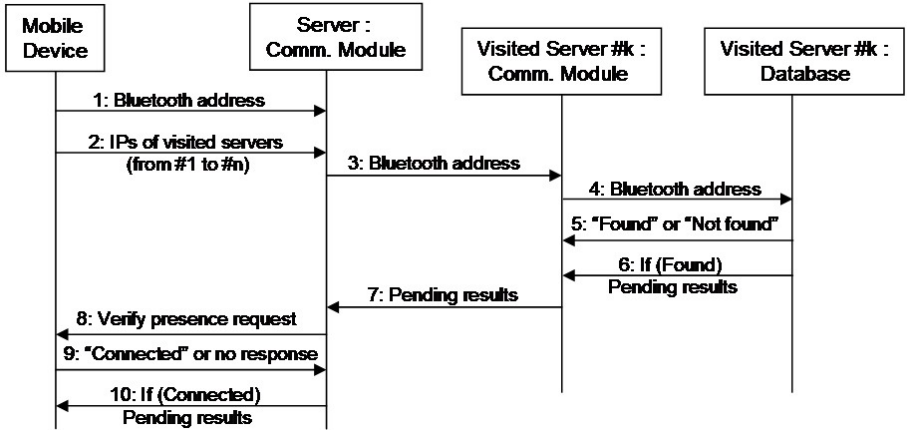 Mobile
Device
Server :
Comm. Module
Visited Server #k :
Comm. Module
Visited Server #k :
Database
1: Bluetooth address
2: IPs of visited servers
(from #1 to #n)
3: Bluetooth address
4: Bluetooth address
5: “Found” or “Not found”
6: If (Found)
Pending results
7: Pending results
8: Verify presence request
9: “Connected” or no response
10: If (Connected)
Pending results